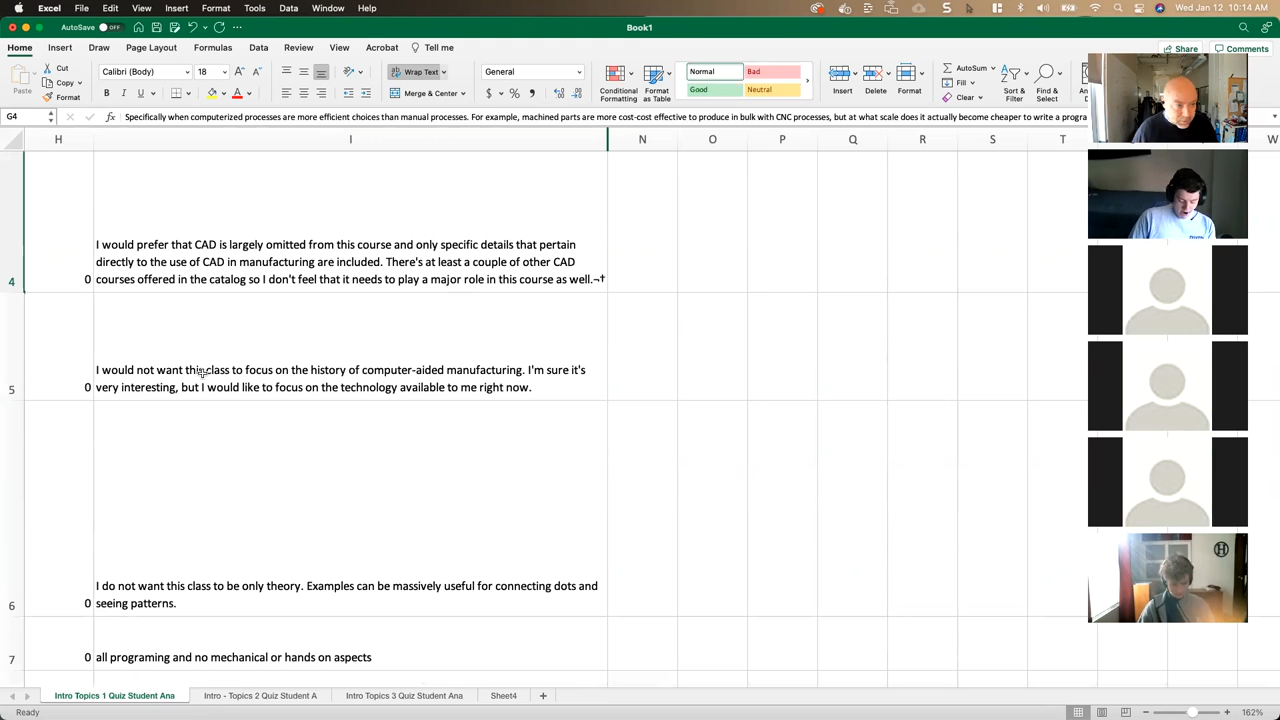 Excel File Edit View Insert Format Tools Data Window Help Wed Jan 12 10:14 AM
AutoSave OFF Book1
Home Insert Draw Page Layout Formulas Data Review View Acrobat Tell me Share Comments
Paste Cut Copy Format Calibri (Body) 18 Wrap Text Merge & Center General Conditional Formatting Format as Table Normal Bad Good Neutral Insert Delete Format AutoSum Fill Clear Sort & Filter Find & Select
G4 fx Specifically when computerized processes are more efficient choices than manual processes. For example, machined parts are more cost-cost effective to produce in bulk with CNC processes, but at what scale does it actually become cheaper to write a progra
H I N O P Q R S T W
I would prefer that CAD is largely omitted from this course and only specific details that pertain
directly to the use of CAD in manufacturing are included. There's at least a couple of other CAD
4 0 courses offered in the catalog so I don't feel that it needs to play a major role in this course as well.¬†
I would not want this class to focus on the history of computer-aided manufacturing. I'm sure it's
5 0 very interesting, but I would like to focus on the technology available to me right now.
I do not want this class to be only theory. Examples can be massively useful for connecting dots and
6 0 seeing patterns.
7 0 all programing and no mechanical or hands on aspects
Intro Topics 1 Quiz Student Ana Intro - Topics 2 Quiz Student A Intro Topics 3 Quiz Student Ana Sheet4
Ready 162%